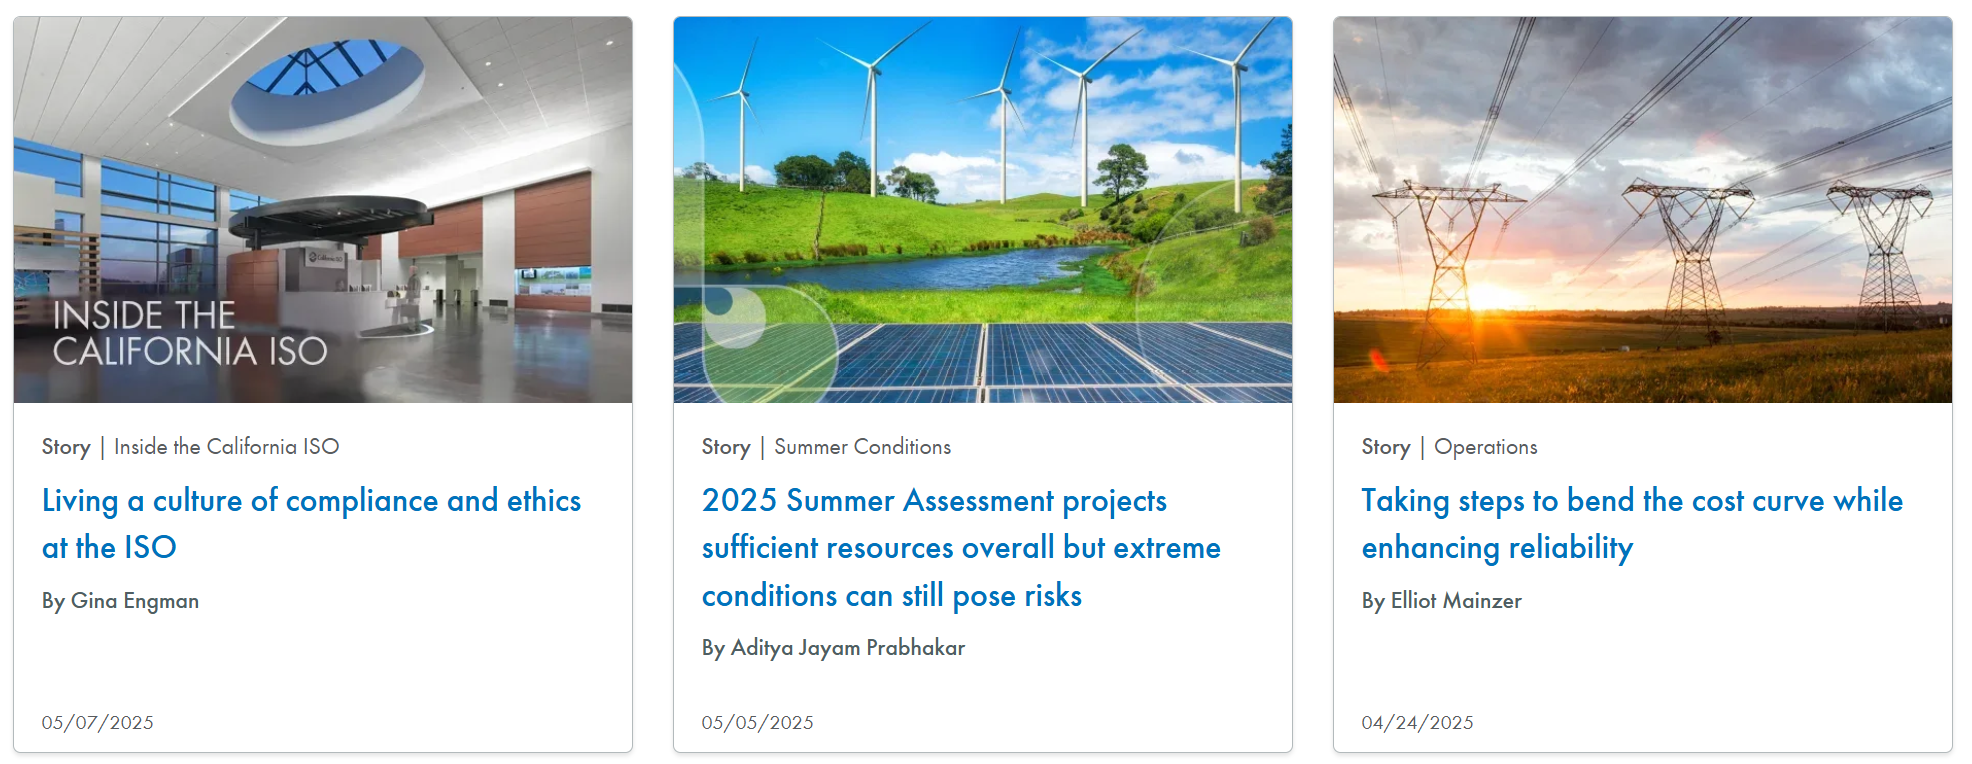 INSIDE THE
CALIFORNIA ISO
California ISO
Story | Inside the California ISO
Living a culture of compliance and ethics
at the ISO
By Gina Engman
05/07/2025
Story | Summer Conditions
2025 Summer Assessment projects
sufficient resources overall but extreme
conditions can still pose risks
By Aditya Jayam Prabhakar
05/05/2025
Story | Operations
Taking steps to bend the cost curve while
enhancing reliability
By Elliot Mainzer
04/24/2025